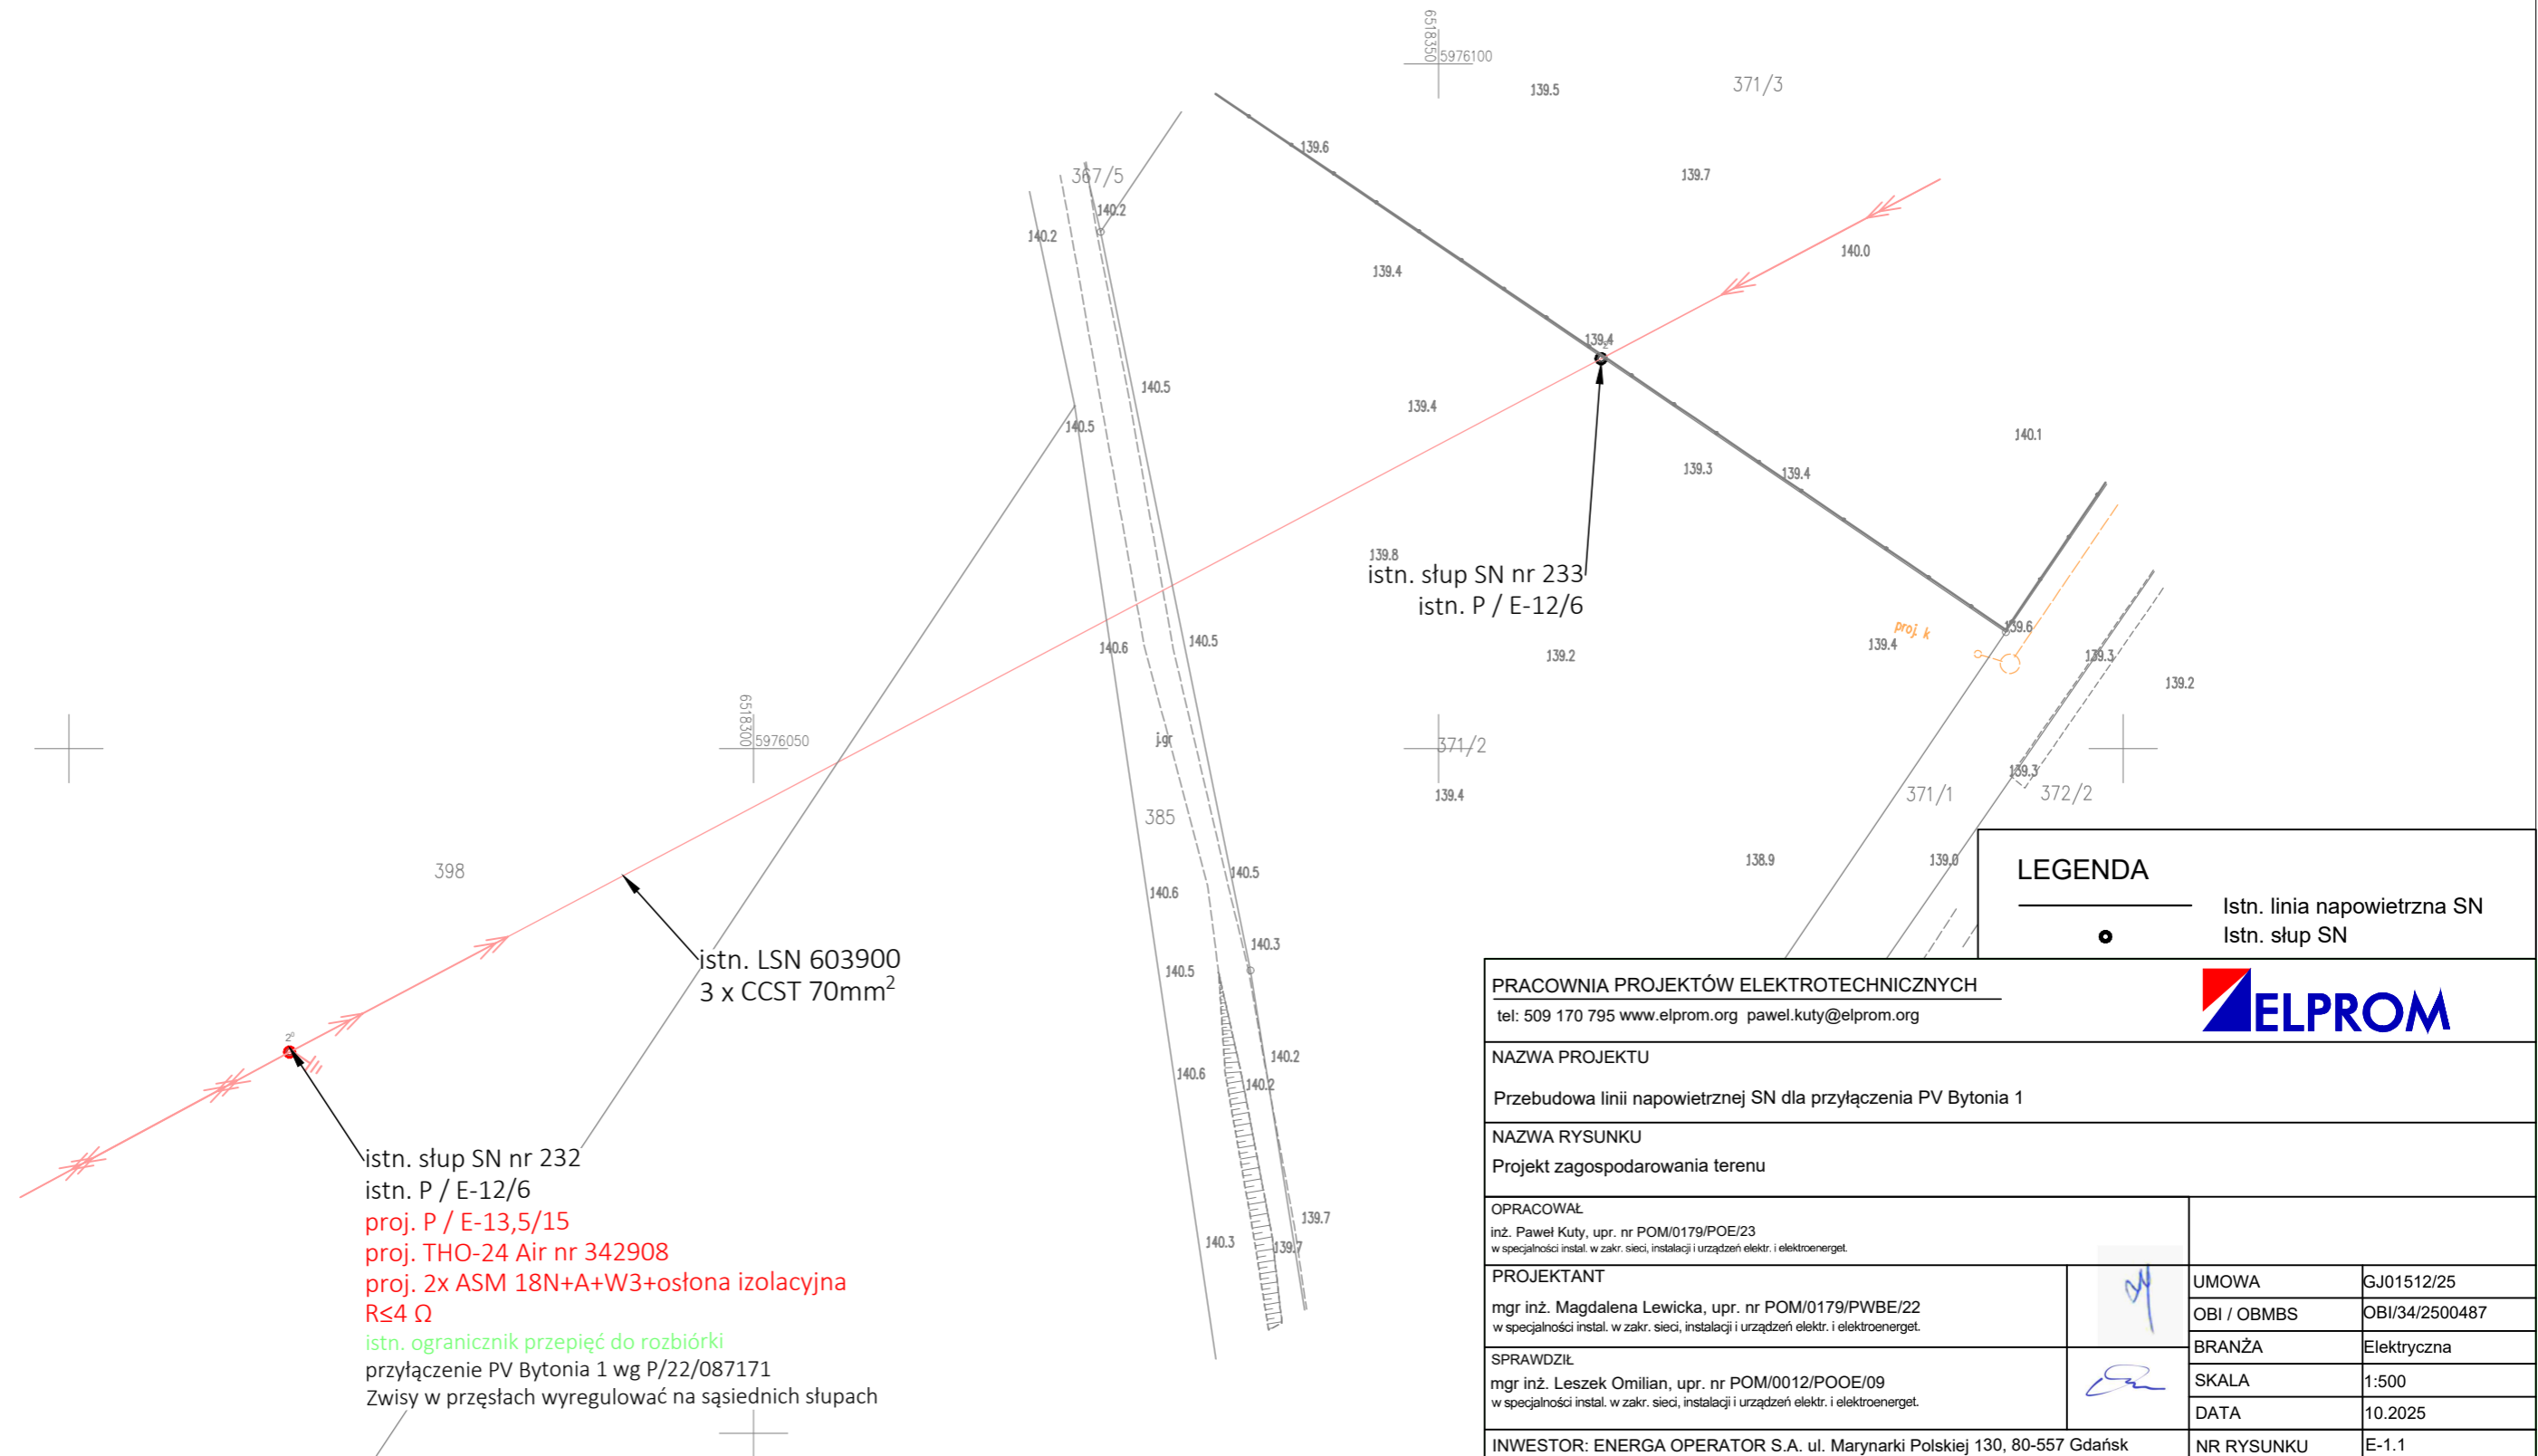 6518350
5976100
139.5
371/3
139.6
139.7
367/5
140.2
140.2
140.0
139.4
139.4
140.5
139.4
140.5
140.1
139.3
139.4
139.8
istn. słup SN nr 233
istn. P / E-12/6
proj. k
139.6
140.6
140.5
139.2
139.4
139.3
139.2
6518300
5976050
j-gr
371/2
139.3
139.4
371/1
372/2
385
398
138.9
139.0
140.6
140.5
LEGENDA
Istn. linia napowietrzna SN
Istn. słup SN
istn. LSN 603900
3 x CCST 70mm²
140.3
140.5
140.2
140.6
140.2
139.7
140.3
139.7
istn. słup SN nr 232
istn. P / E-12/6
proj. P / E-13,5/15
proj. THO-24 Air nr 342908
proj. 2x ASM 18N+A+W3+osłona izolacyjna
R≤4 Ω
istn. ogranicznik przepięć do rozbiórki
przyłączenie PV Bytonia 1 wg P/22/087171
Zwisy w przęsłach wyregulować na sąsiednich słupach
PRACOWNIA PROJEKTÓW ELEKTROTECHNICZNYCH
tel: 509 170 795 www.elprom.org pawel.kuty@elprom.org
ELPROM
NAZWA PROJEKTU
Przebudowa linii napowietrznej SN dla przyłączenia PV Bytonia 1
NAZWA RYSUNKU
Projekt zagospodarowania terenu
OPRACOWAŁ
inż. Paweł Kuty, upr. nr POM/0179/POE/23
w specjalności instal. w zakr. sieci, instalacji i urządzeń elektr. i elektroenerget.
PROJEKTANT
mgr inż. Magdalena Lewicka, upr. nr POM/0179/PWBE/22
w specjalności instal. w zakr. sieci, instalacji i urządzeń elektr. i elektroenerget.
SPRAWDZIŁ
mgr inż. Leszek Omilian, upr. nr POM/0012/POOE/09
w specjalności instal. w zakr. sieci, instalacji i urządzeń elektr. i elektroenerget.
UMOWA GJ01512/25
OBI / OBMBS OBI/34/2500487
BRANŻA Elektryczna
SKALA 1:500
DATA 10.2025
INWESTOR: ENERGA OPERATOR S.A. ul. Marynarki Polskiej 130, 80-557 Gdańsk
NR RYSUNKU E-1.1